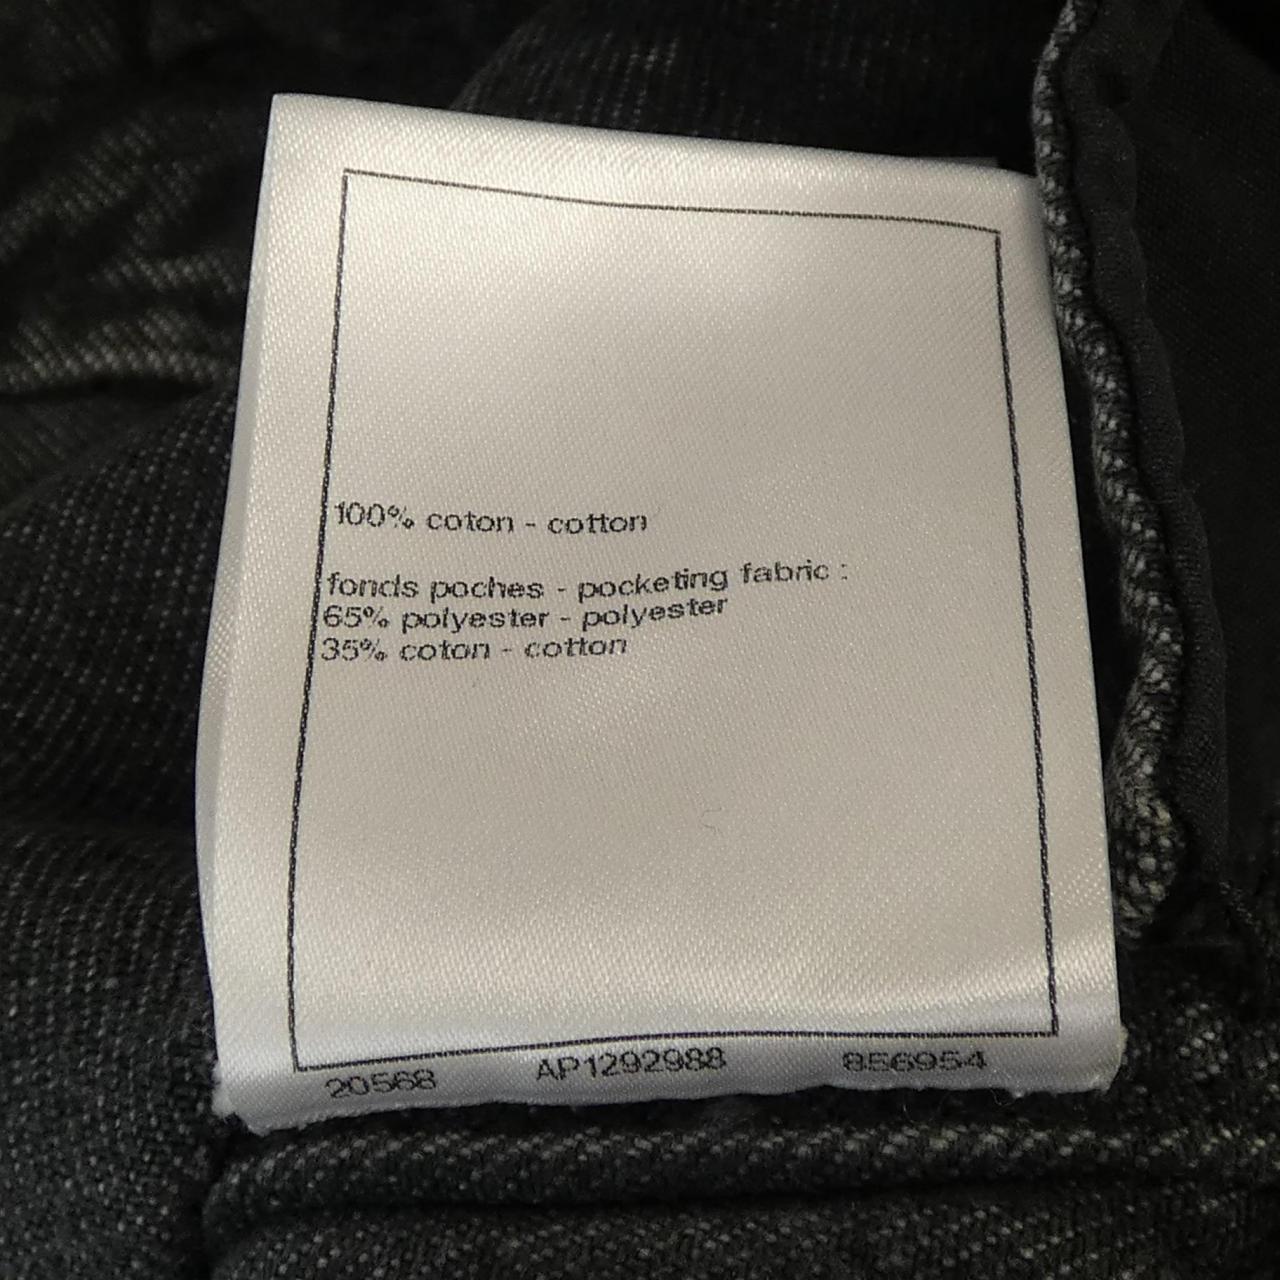 100% coton - cotton
fonds poches - pocketing fabric :
65% polyester - polyester
35% coton - cotton
20568 AP1292988 856954